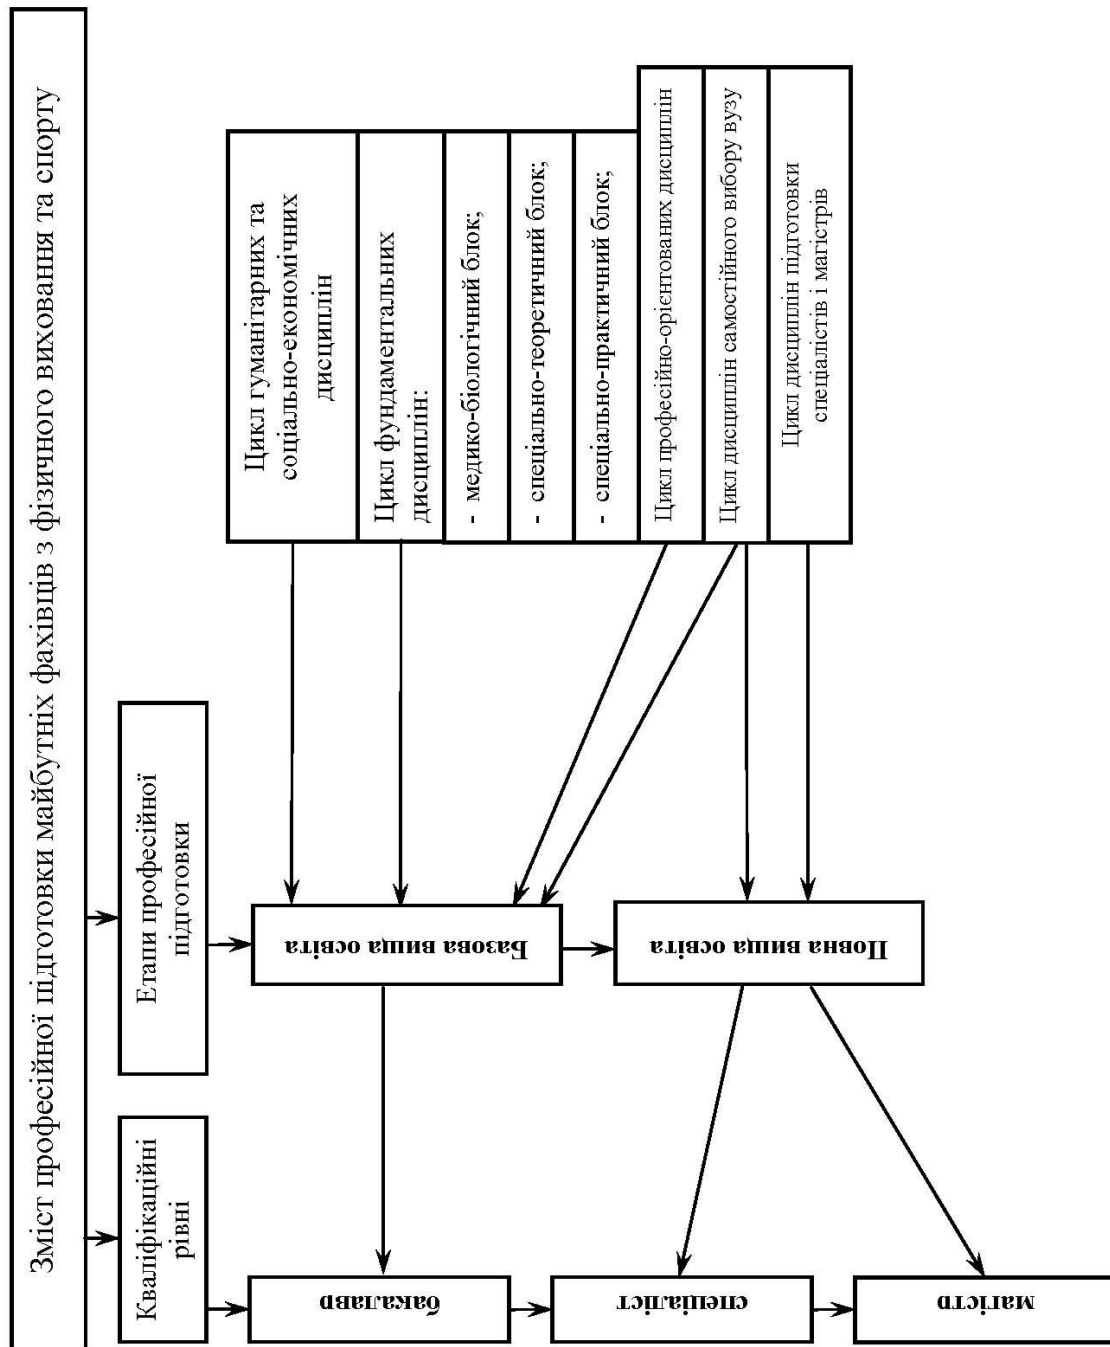 Зміст професійної підготовки майбутніх фахівців з фізичного виховання та спорту
Кваліфікаційні
рівні
Етапи професійної
підготовки
бакалавр
спеціаліст
магістр
Базова вища освіта
Повна вища освіта
Цикл гуманітарних та
соціально-економічних
дисциплін
Цикл фундаментальних
дисциплін:
- медико-біологічний блок;
- спеціально-теоретичний блок;
- спеціально-практичний блок;
Цикл професійно-орієнтованих дисциплін
Цикл дисциплін самостійного вибору вузу
Цикл дисциплін підготовки
спеціалістів і магістрів